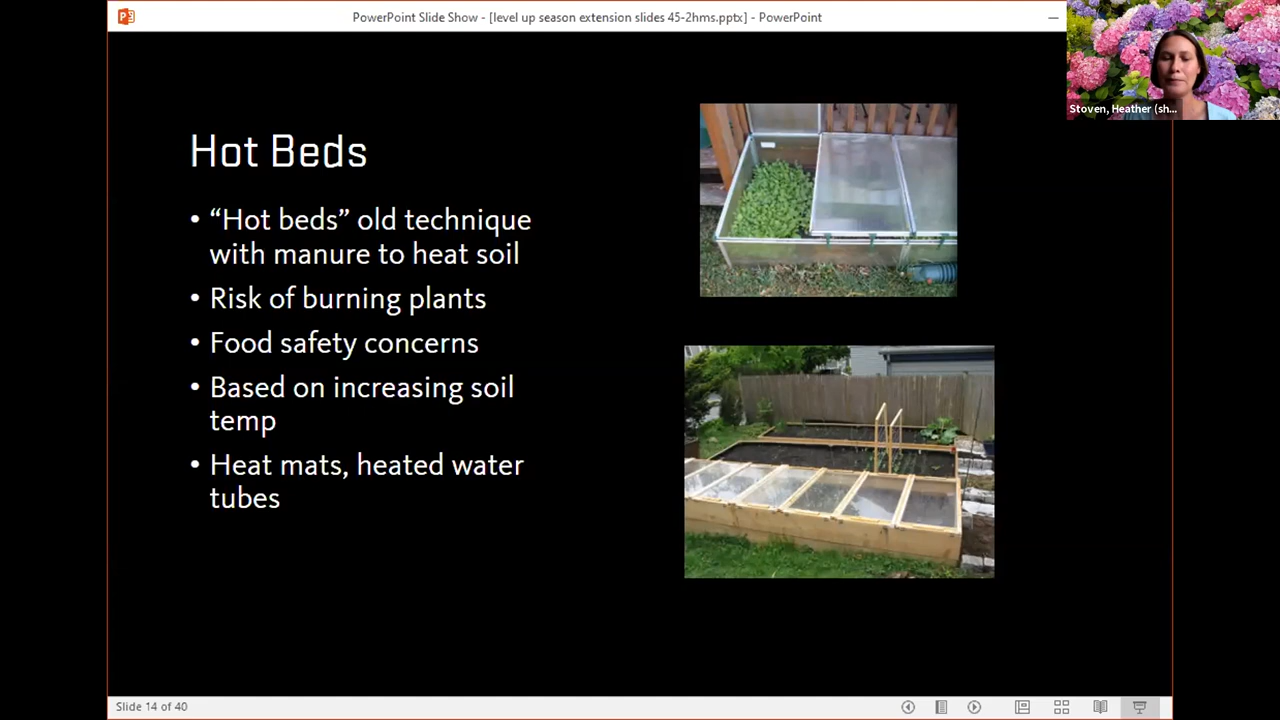 PowerPoint Slide Show - [level up season extension slides 45-2hms.pptx] - PowerPoint
Stoven, Heather (sh...
Hot Beds
• “Hot beds” old technique
with manure to heat soil
• Risk of burning plants
• Food safety concerns
• Based on increasing soil
temp
• Heat mats, heated water
tubes
Slide 14 of 40